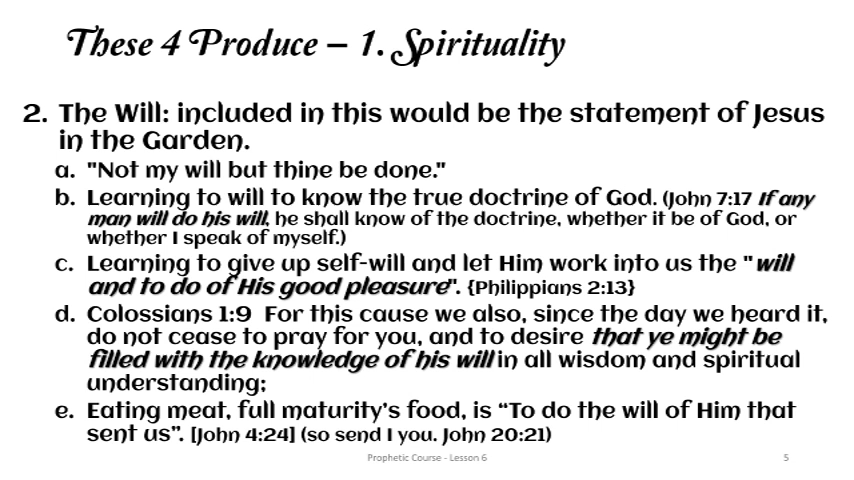 These 4 Produce – 1. Spirituality
2. The Will: included in this would be the statement of Jesus
in the Garden.
a. "Not my will but thine be done."
b. Learning to will to know the true doctrine of God. (John 7:17 If any
man will do his will, he shall know of the doctrine, whether it be of God, or
whether I speak of myself.)
c. Learning to give up self-will and let Him work into us the "will
and to do of His good pleasure". {Philippians 2:13}
d. Colossians 1:9 For this cause we also, since the day we heard it,
do not cease to pray for you, and to desire that ye might be
filled with the knowledge of his will in all wisdom and spiritual
understanding;
e. Eating meat, full maturity's food, is “To do the will of Him that
sent us”. [John 4:24] (so send I you. John 20:21)
Prophetic Course - Lesson 6 5